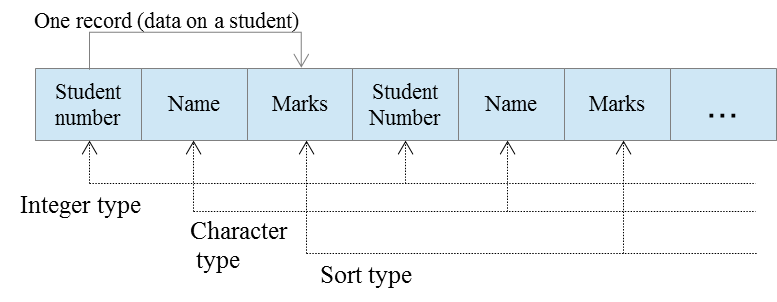 One record (data on a student)
Student number
Name
Marks
Student Number
Name
Marks
...
Integer type
Character type
Sort type